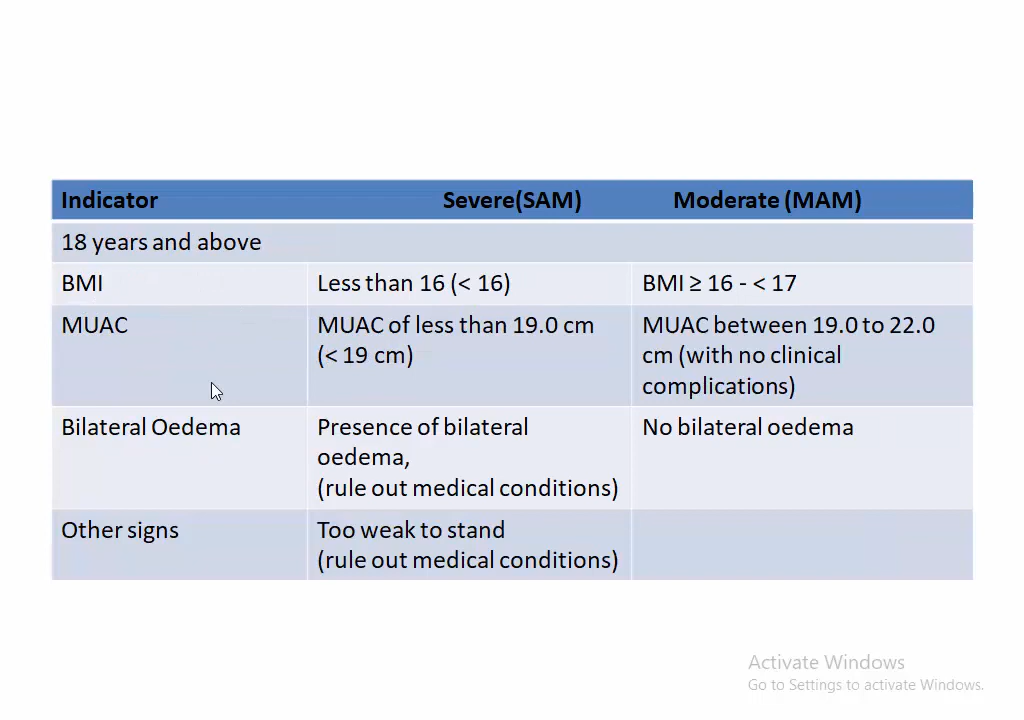 Indicator Severe(SAM) Moderate (MAM)
18 years and above
BMI Less than 16 (< 16) BMI ≥ 16 - < 17
MUAC MUAC of less than 19.0 cm MUAC between 19.0 to 22.0
(< 19 cm) cm (with no clinical
complications)
Bilateral Oedema Presence of bilateral No bilateral oedema
oedema,
(rule out medical conditions)
Other signs Too weak to stand
(rule out medical conditions)
Activate Windows
Go to Settings to activate Windows.